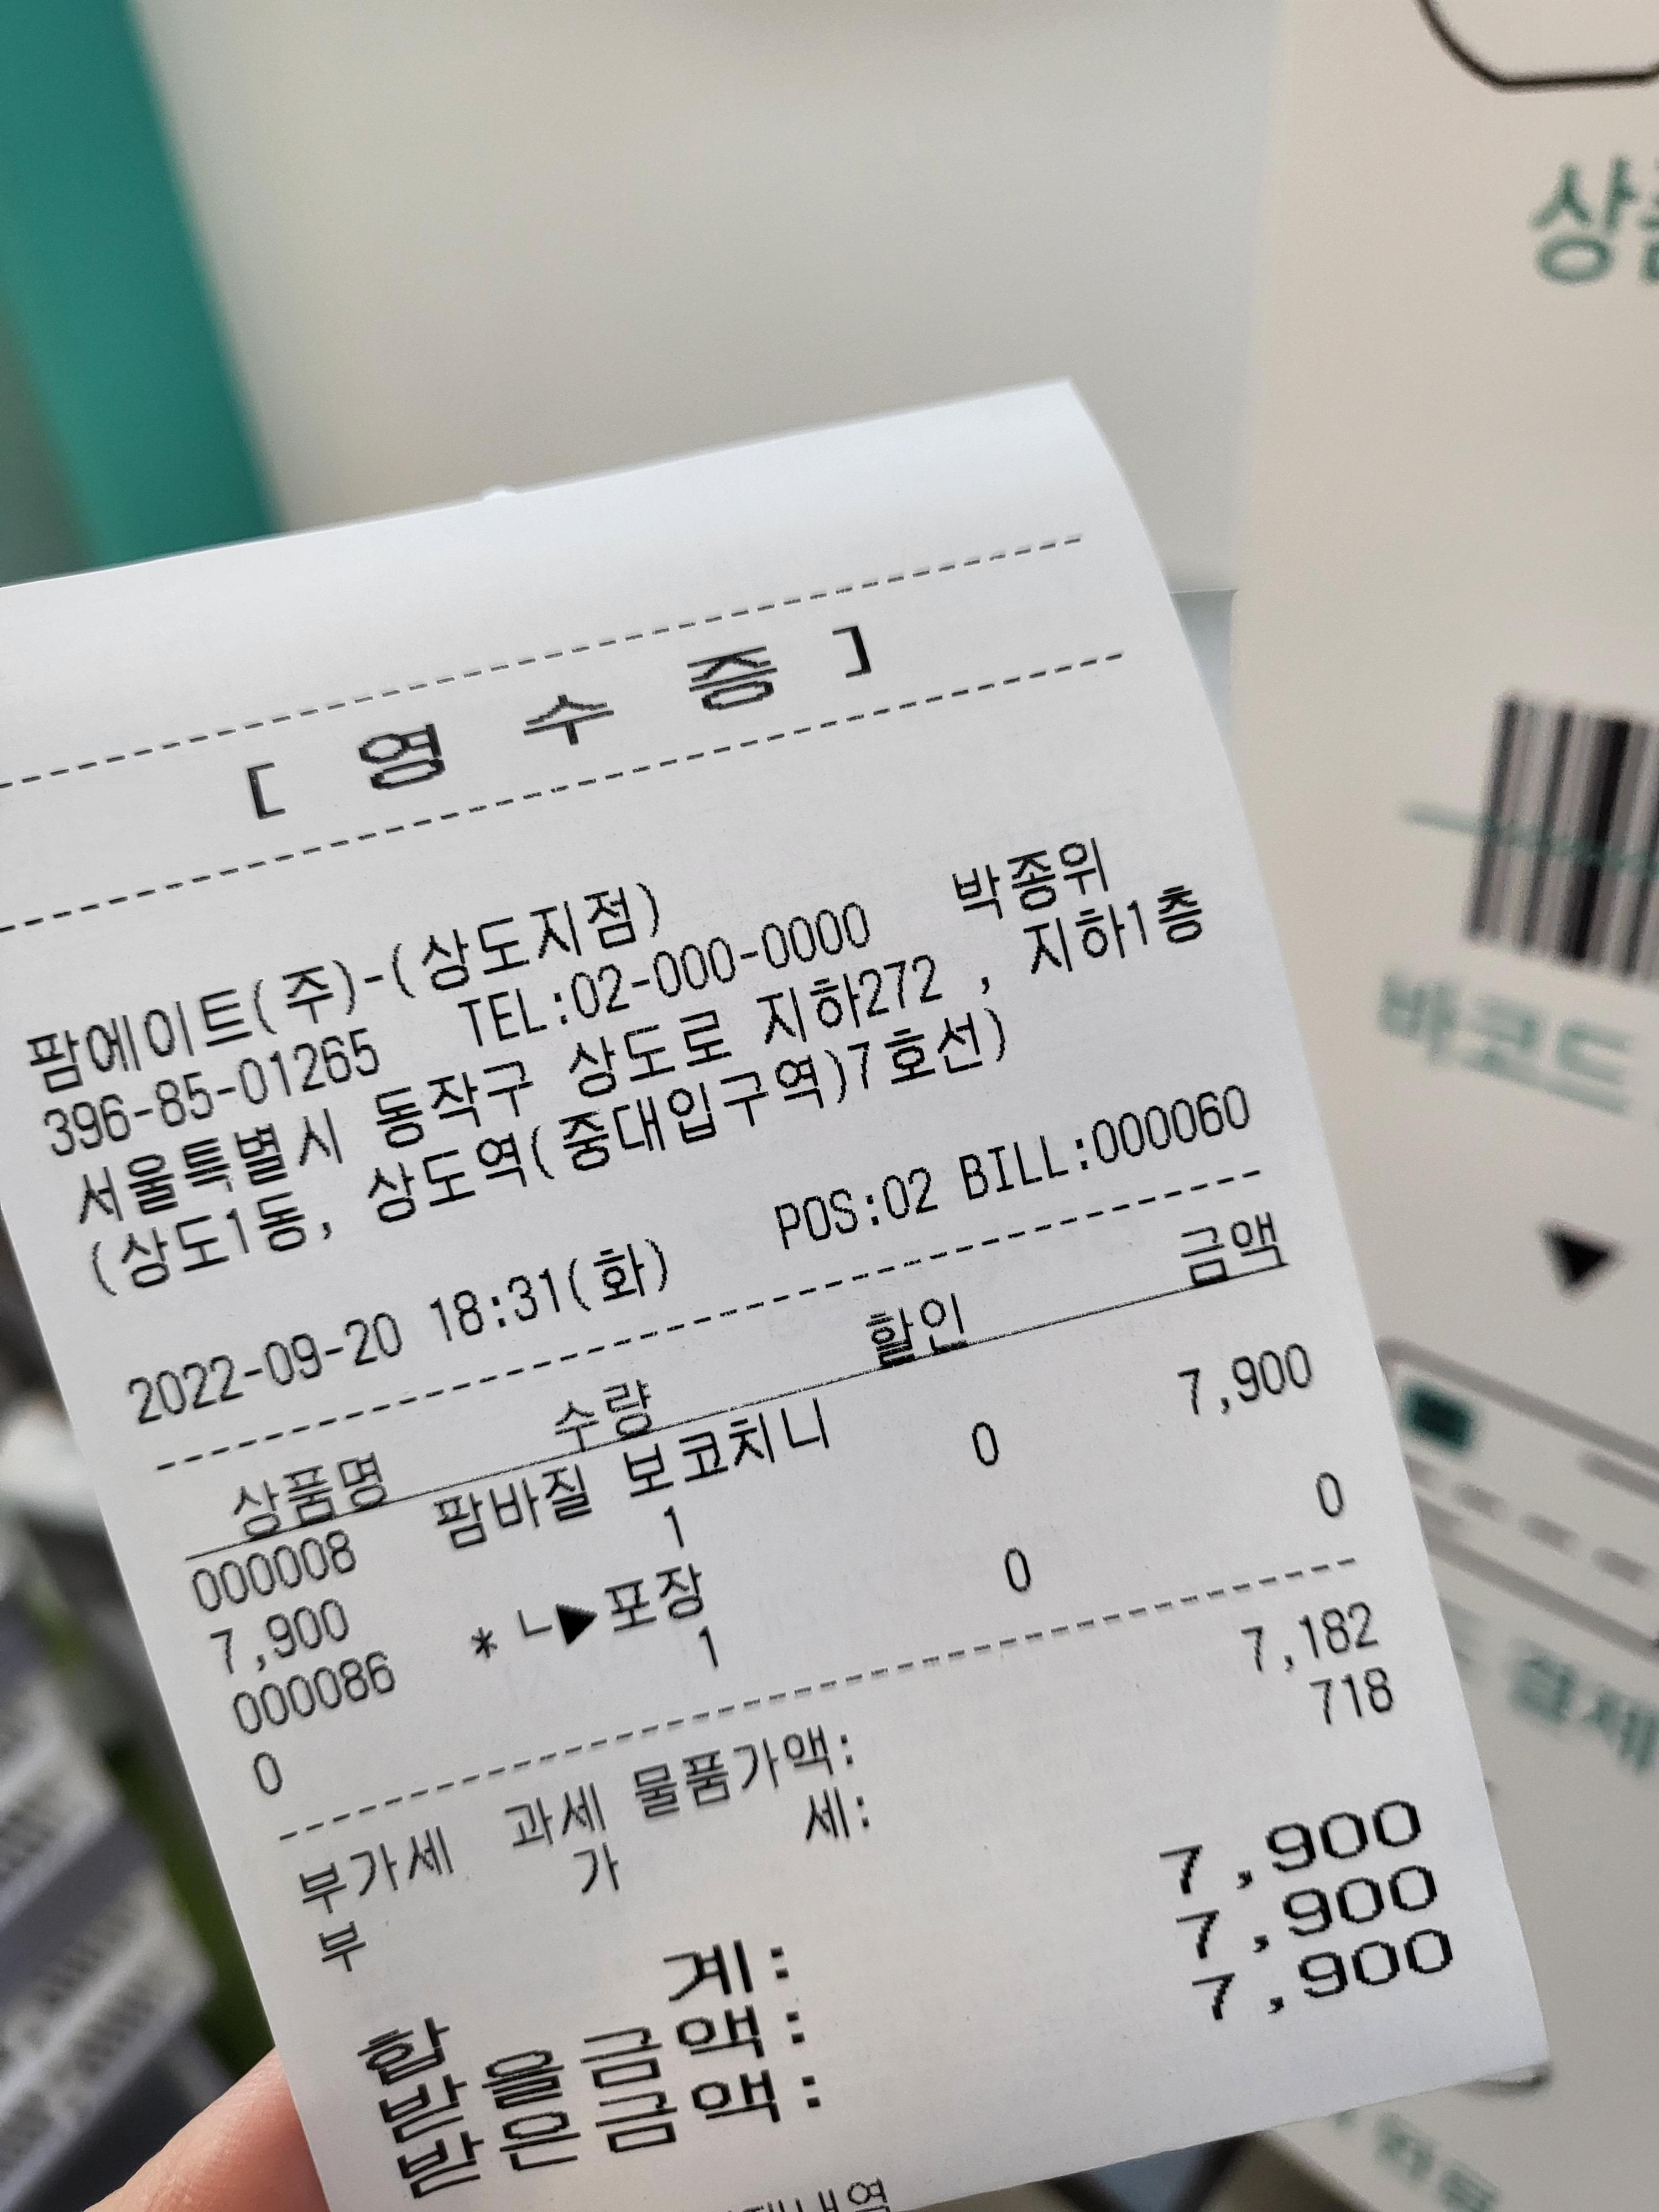 [ 영 수 증 ]
팜에이트(주)-(상도지점)
396-85-01265 TEL:02-000-0000 박종위
서울특별시 동작구 상도로 지하272 , 지하1층
(상도1동, 상도역(중대입구역)7호선)
2022-09-20 18:31(화) POS:02 BILL:000060
상품명 수량 할인 금액
000008 팜바질 보코치니
7,900 1 0 7,900
000086 * ㄴ▶포장
0 1 0 0
부가세 과세 물품가액: 7,182
부 가 세: 718
합 계: 7,900
받을금액: 7,900
받은금액: 7,900
바코드
▼
결제